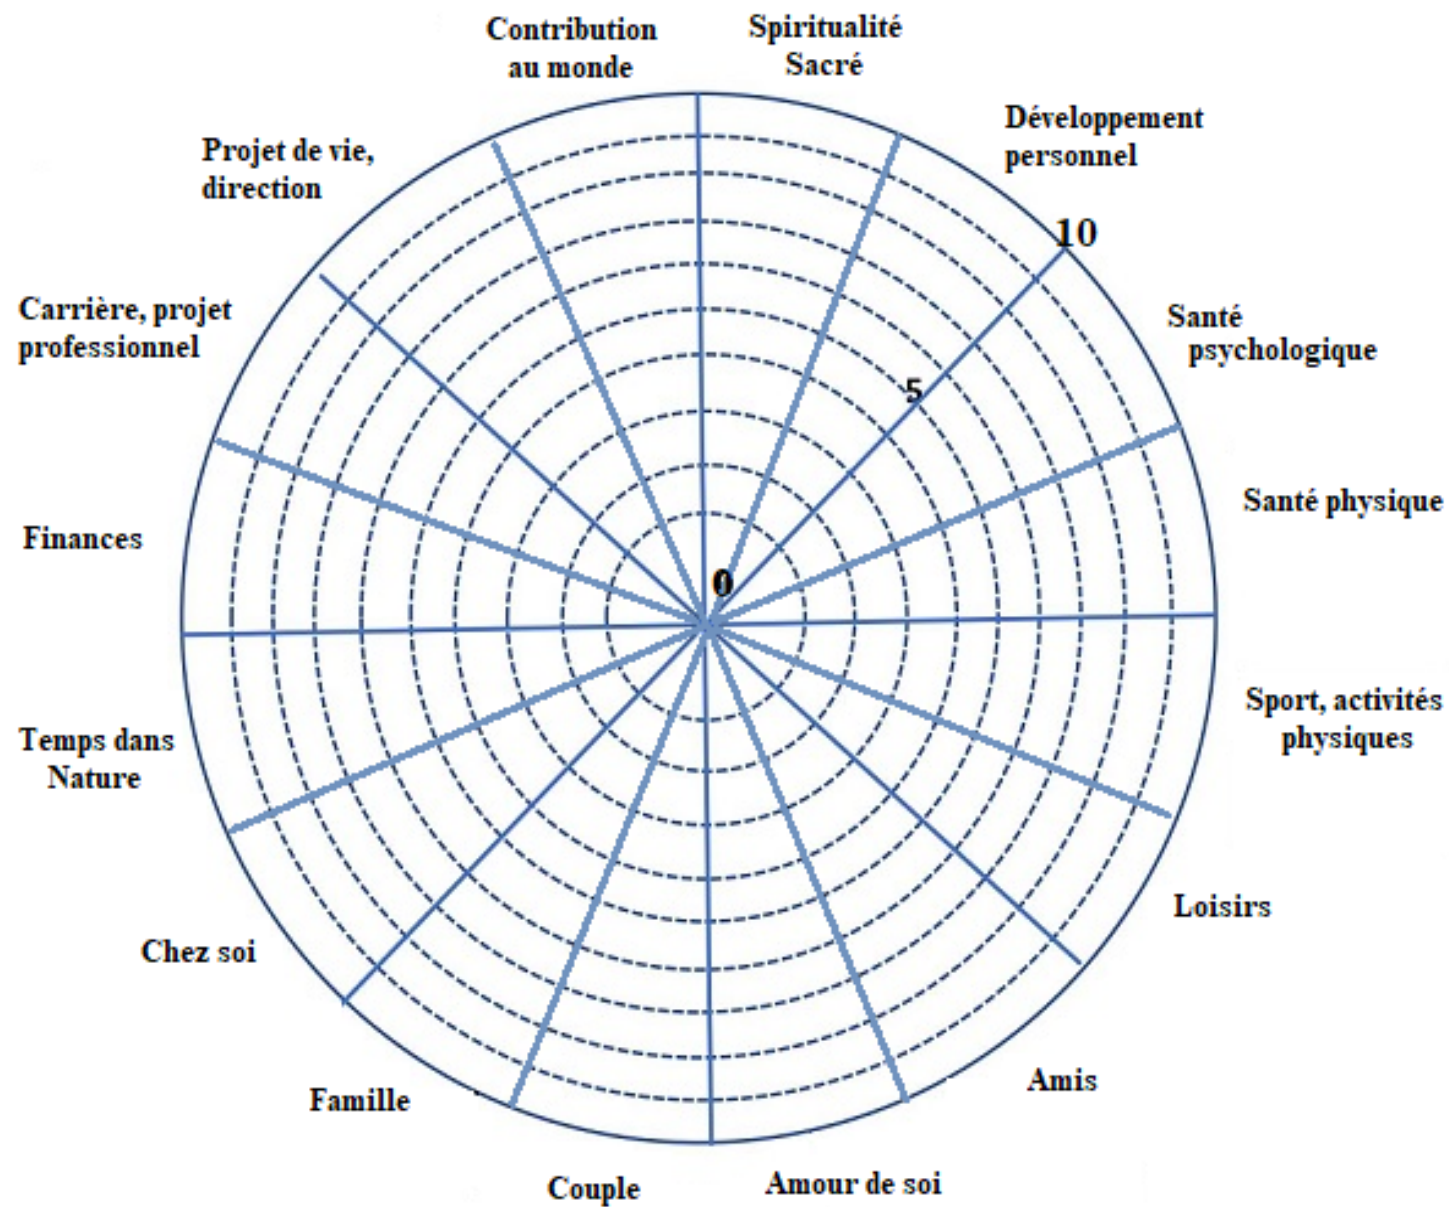 Contribution
au monde
Spiritualité
Sacré
Développement
personnel
10
Santé
psychologique
5
Santé physique
0
Sport, activités
physiques
Loisirs
Amis
Amour de soi
Couple
Famille
Chez soi
Temps dans
Nature
Finances
Carrière, projet
professionnel
Projet de vie,
direction